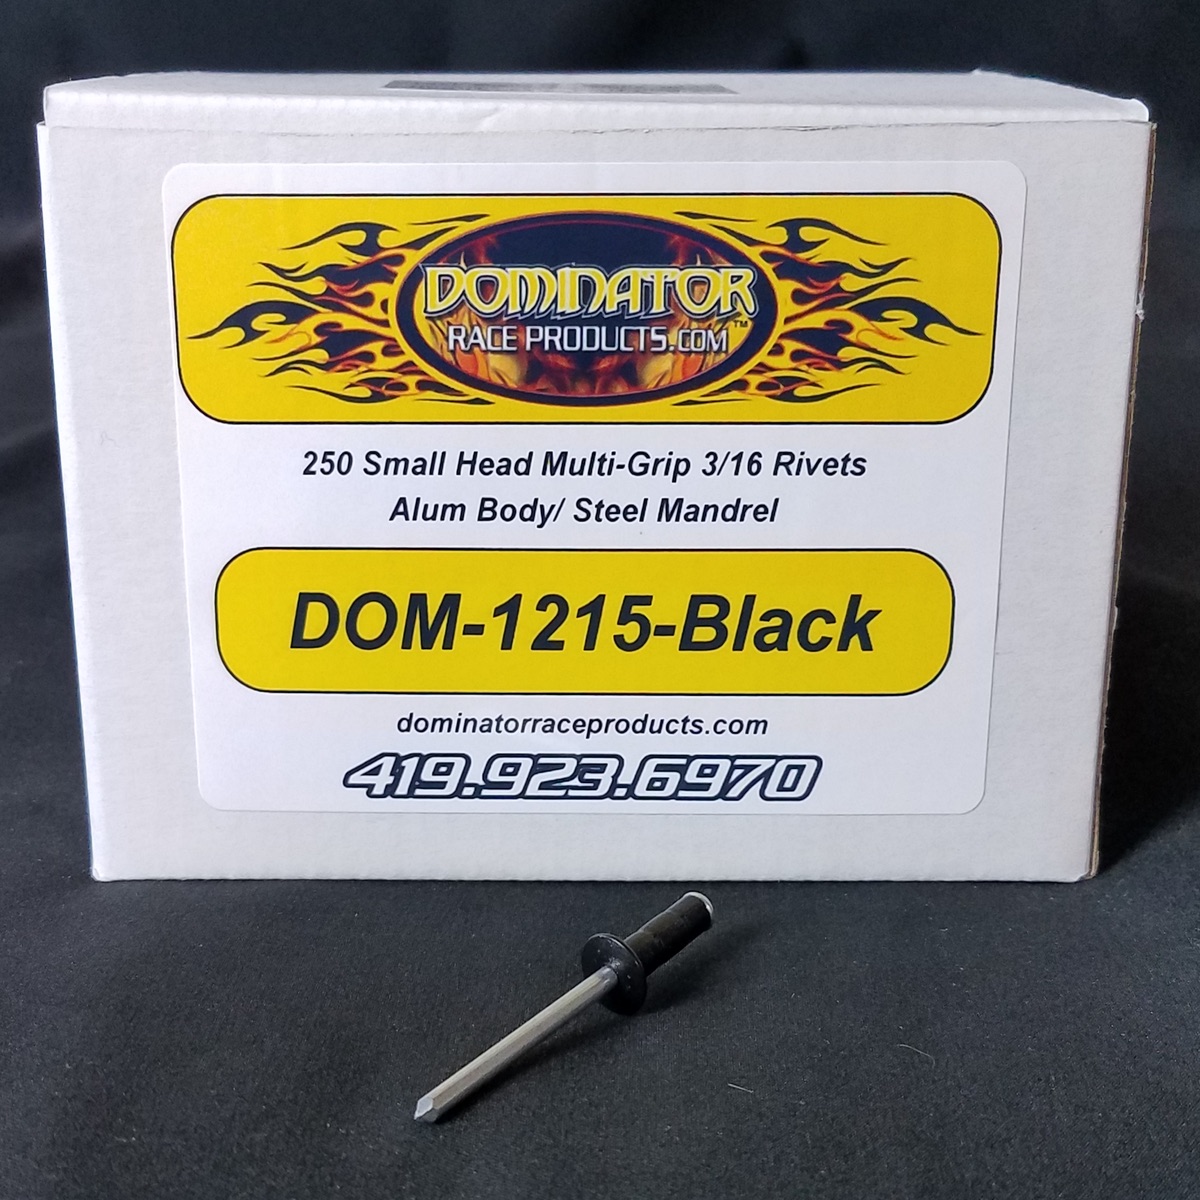 DOMINATOR
RACE PRODUCTS.COM™
250 Small Head Multi-Grip 3/16 Rivets
Alum Body/ Steel Mandrel
DOM-1215-Black
dominatorraceproducts.com
419.923.6970